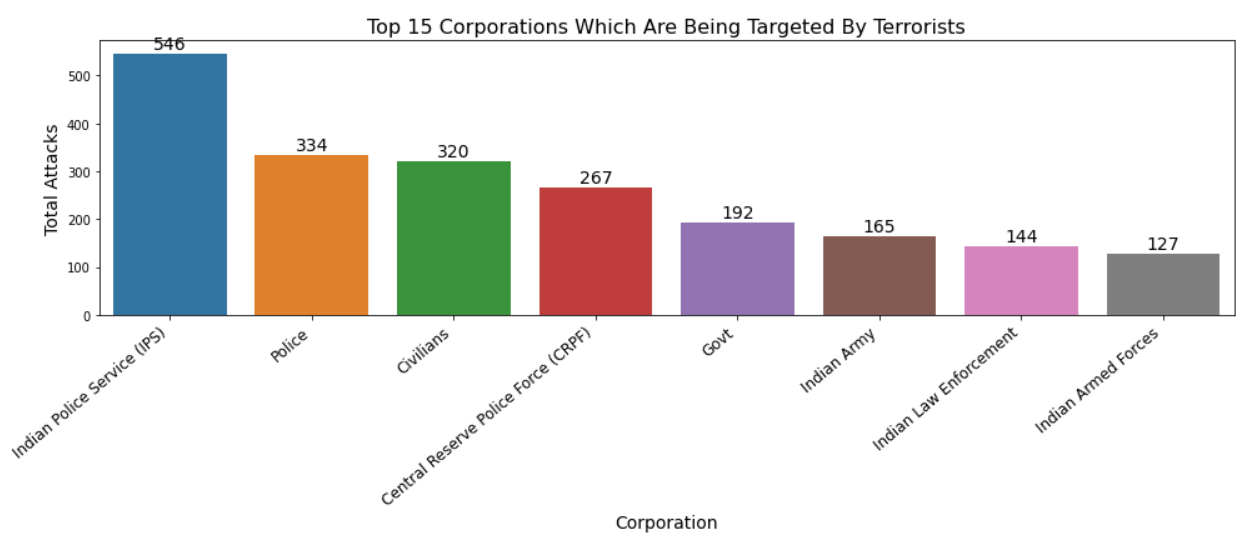 Top 15 Corporations Which Are Being Targeted By Terrorists
546
334
320
267
192
165
144
127
500
400
300
200
100
0
Total Attacks
Indian Police Service (IPS)
Police
Civilians
Central Reserve Police Force (CRPF)
Govt
Indian Army
Indian Law Enforcement
Indian Armed Forces
Corporation